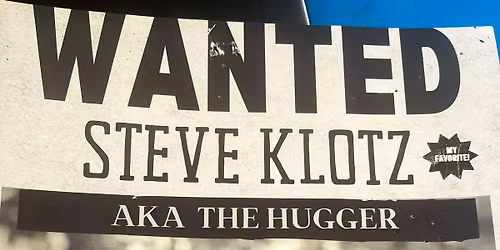 WANTED
STEVE KLOTZ
MY
FAVORITE!
AKA THE HUGGER